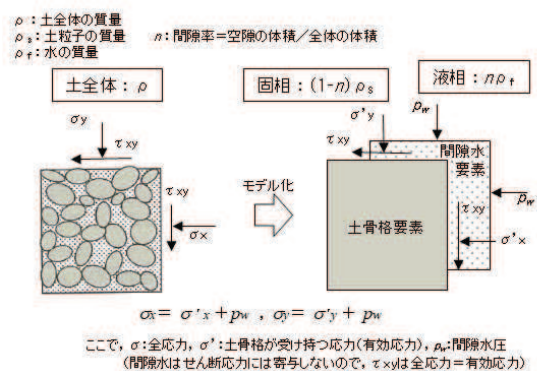 ρ：土全体の質量
ρs：土粒子の質量　n：間隙率＝空隙の体積／全体の体積
ρf：水の質量
土全体：ρ
固相：(1-n)ρs
液相：nρf
σy
τxy
τxy
σx
モデル化
σ'y
τxy
pw
間隙水
要素
土骨格要素
τxy
pw
σ'x
σx= σ'x+pw , σy= σ'y+pw
ここで，σ：全応力，σ'：土骨格が受け持つ応力(有効応力)，pw：間隙水圧
(間隙水はせん断応力には寄与しないので，τxyは全応力＝有効応力)